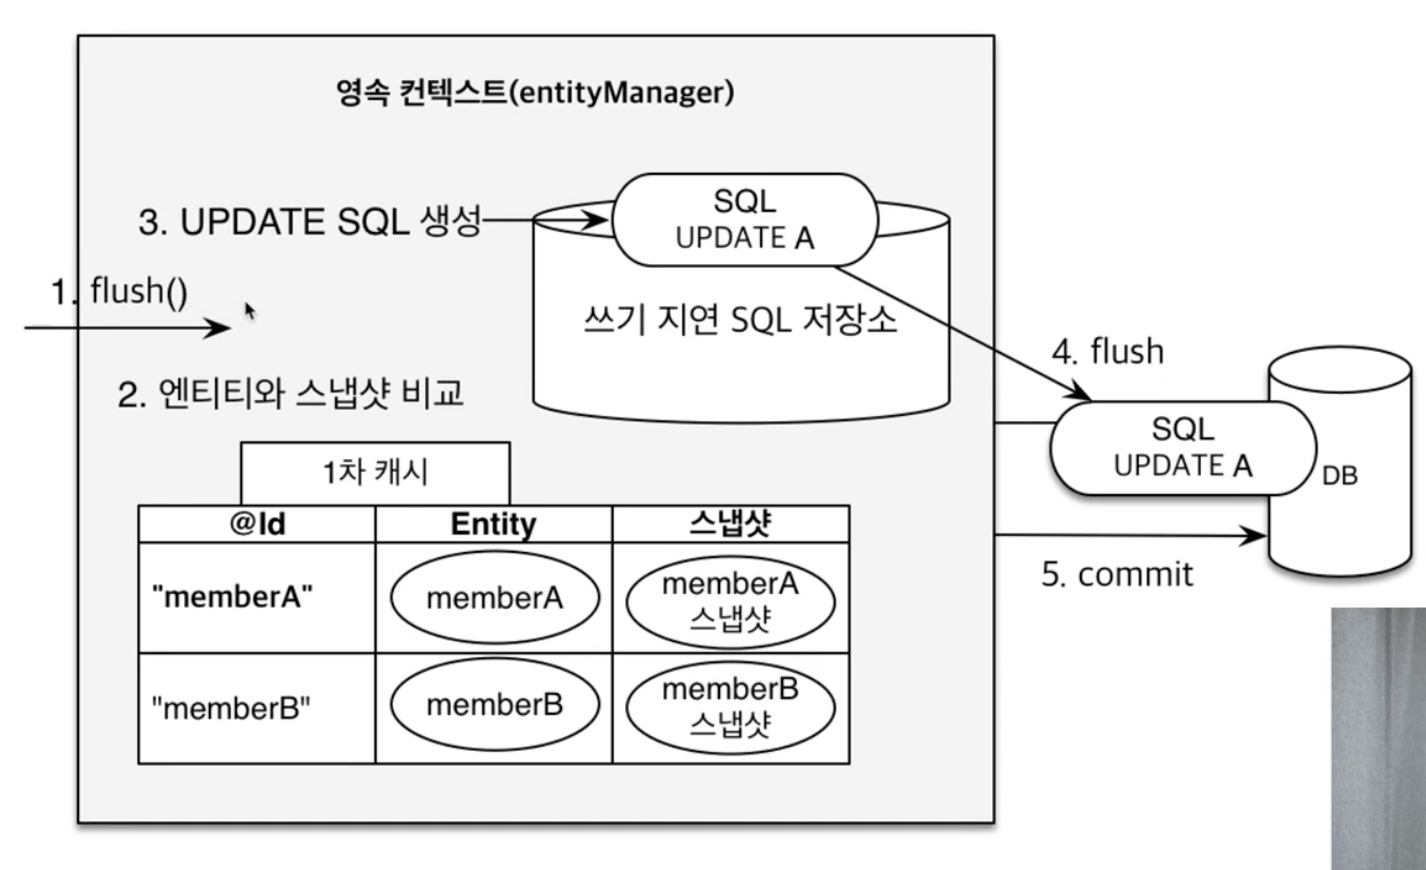 영속 컨텍스트(entityManager)
SQL
UPDATE A
3. UPDATE SQL 생성
1. flush()
쓰기 지연 SQL 저장소
4. flush
2. 엔티티와 스냅샷 비교
SQL
UPDATE A
DB
5. commit
1차 캐시
@Id
Entity
스냅샷
"memberA"
memberA
memberA
스냅샷
"memberB"
memberB
memberB
스냅샷